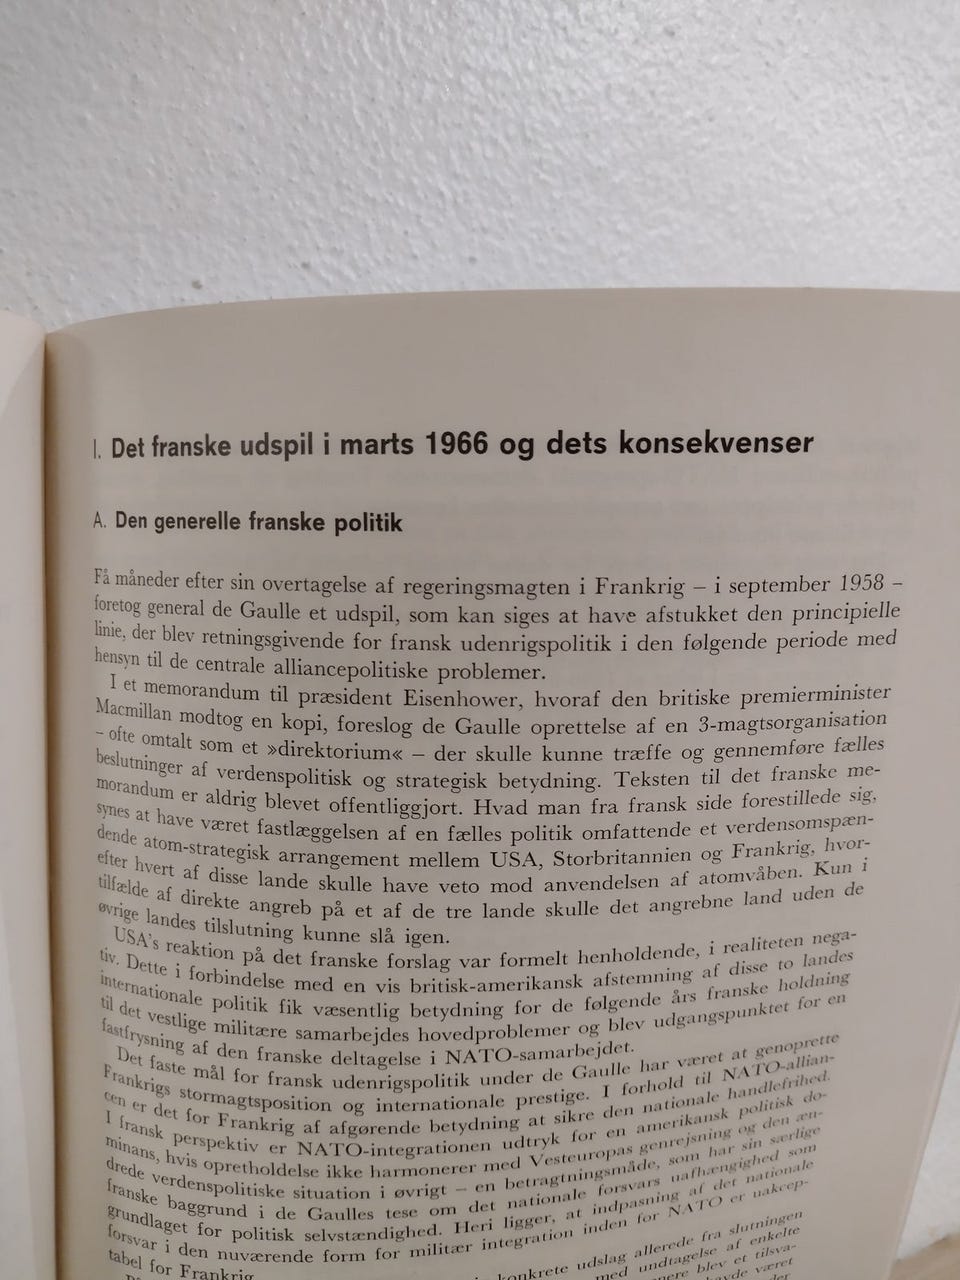 I. Det franske udspil i marts 1966 og dets konsekvenser
A. Den generelle franske politik
Få måneder efter sin overtagelse af regeringsmagten i Frankrig – i september 1958 –
foretog general de Gaulle et udspil, som kan siges at have afstukket den principielle
linie, der blev retningsgivende for fransk udenrigspolitik i den følgende periode med
hensyn til de centrale alliancepolitiske problemer.
I et memorandum til præsident Eisenhower, hvoraf den britiske premierminister
Macmillan modtog en kopi, foreslog de Gaulle oprettelse af en 3-magtsorganisation
– ofte omtalt som et »direktorium« – der skulle kunne træffe og gennemføre fælles
beslutninger af verdenspolitisk og strategisk betydning. Teksten til det franske me-
morandum er aldrig blevet offentliggjort. Hvad man fra fransk side forestillede sig,
synes at have været fastlæggelsen af en fælles politik omfattende et verdensomspæn-
dende atom-strategisk arrangement mellem USA, Storbritannien og Frankrig, hvor-
efter hvert af disse lande skulle have veto mod anvendelsen af atomvåben. Kun i
tilfælde af direkte angreb på et af de tre lande skulle det angrebne land uden de
øvrige landes tilslutning kunne slå igen.
USA's reaktion på det franske forslag var formelt henholdende, i realiteten nega-
tiv. Dette i forbindelse med en vis britisk-amerikansk afstemning af disse to landes
internationale politik fik væsentlig betydning for de følgende års franske holdning
til det vestlige militære samarbejdes hovedproblemer og blev udgangspunktet for en
fastfrysning af den franske deltagelse i NATO-samarbejdet.
Det faste mål for fransk udenrigspolitik under de Gaulle har været at genoprette
Frankrigs stormagtsposition og internationale prestige. I forhold til NATO-allian-
cen er det for Frankrig af afgørende betydning at sikre den nationale handlefrihed.
I fransk perspektiv er NATO-integrationen udtryk for en amerikansk politisk do-
minans, hvis opretholdelse ikke harmonerer med Vesteuropas genrejsning og den æn-
drede verdenspolitiske situation i øvrigt – en betragtningsmåde, som har sin særlige
franske baggrund i de Gaulles tese om det nationale forsvars uafhængighed som
grundlaget for politisk selvstændighed. Heri ligger, at indpasning af det nationale
forsvar i den nuværende form for militær integration inden for NATO er uakcep-
tabel for Frankrig.
konkrete udslag allerede fra slutningen
med undtagelse af enkelte
blev et tilsva-
havde været